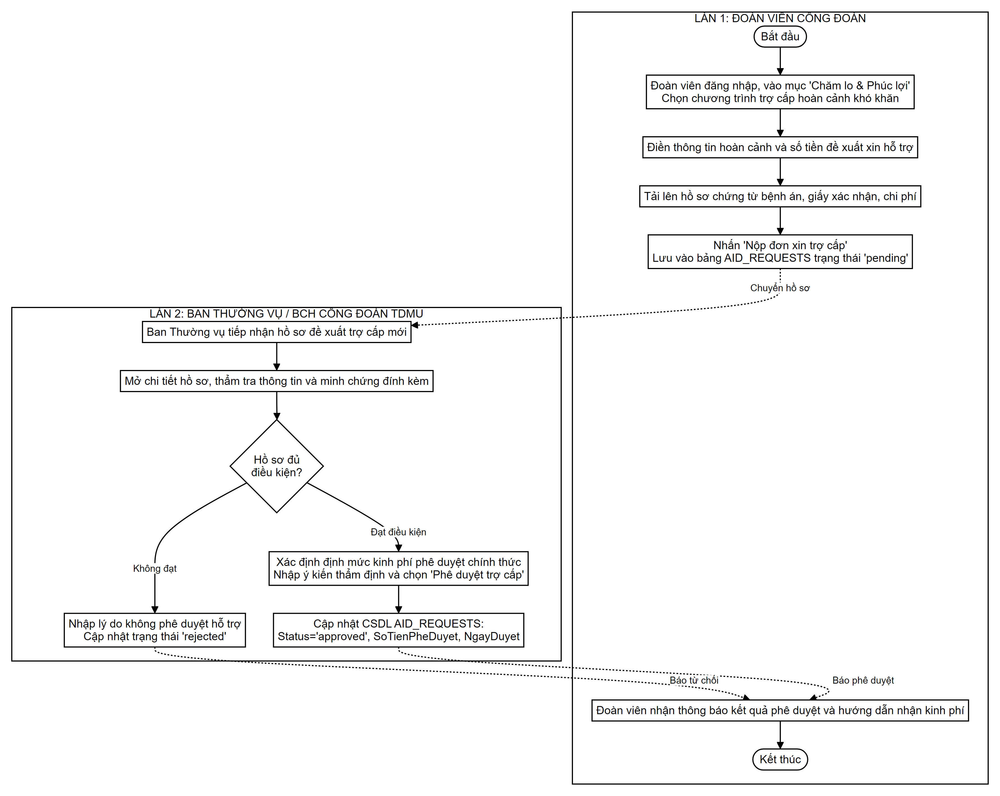 LÀN 1: ĐOÀN VIÊN CÔNG ĐOÀN
Bắt đầu
Đoàn viên đăng nhập, vào mục 'Chăm lo & Phúc lợi'
Chọn chương trình trợ cấp hoàn cảnh khó khăn
Điền thông tin hoàn cảnh và số tiền đề xuất xin hỗ trợ
Tải lên hồ sơ chứng từ bệnh án, giấy xác nhận, chi phí
Nhấn 'Nộp đơn xin trợ cấp'
Lưu vào bảng AID_REQUESTS trạng thái 'pending'
Chuyển hồ sơ
LÀN 2: BAN THƯỜNG VỤ / BCH CÔNG ĐOÀN TDMU
Ban Thường vụ tiếp nhận hồ sơ đề xuất trợ cấp mới
Mở chi tiết hồ sơ, thẩm tra thông tin và minh chứng đính kèm
Hồ sơ đủ
điều kiện?
Đạt điều kiện
Không đạt
Xác định định mức kinh phí phê duyệt chính thức
Nhập ý kiến thẩm định và chọn 'Phê duyệt trợ cấp'
Nhập lý do không phê duyệt hỗ trợ
Cập nhật trạng thái 'rejected'
Cập nhật CSDL AID_REQUESTS:
Status='approved', SoTienPheDuyet, NgayDuyet
Báo từ chối
Báo phê duyệt
Đoàn viên nhận thông báo kết quả phê duyệt và hướng dẫn nhận kinh phí
Kết thúc